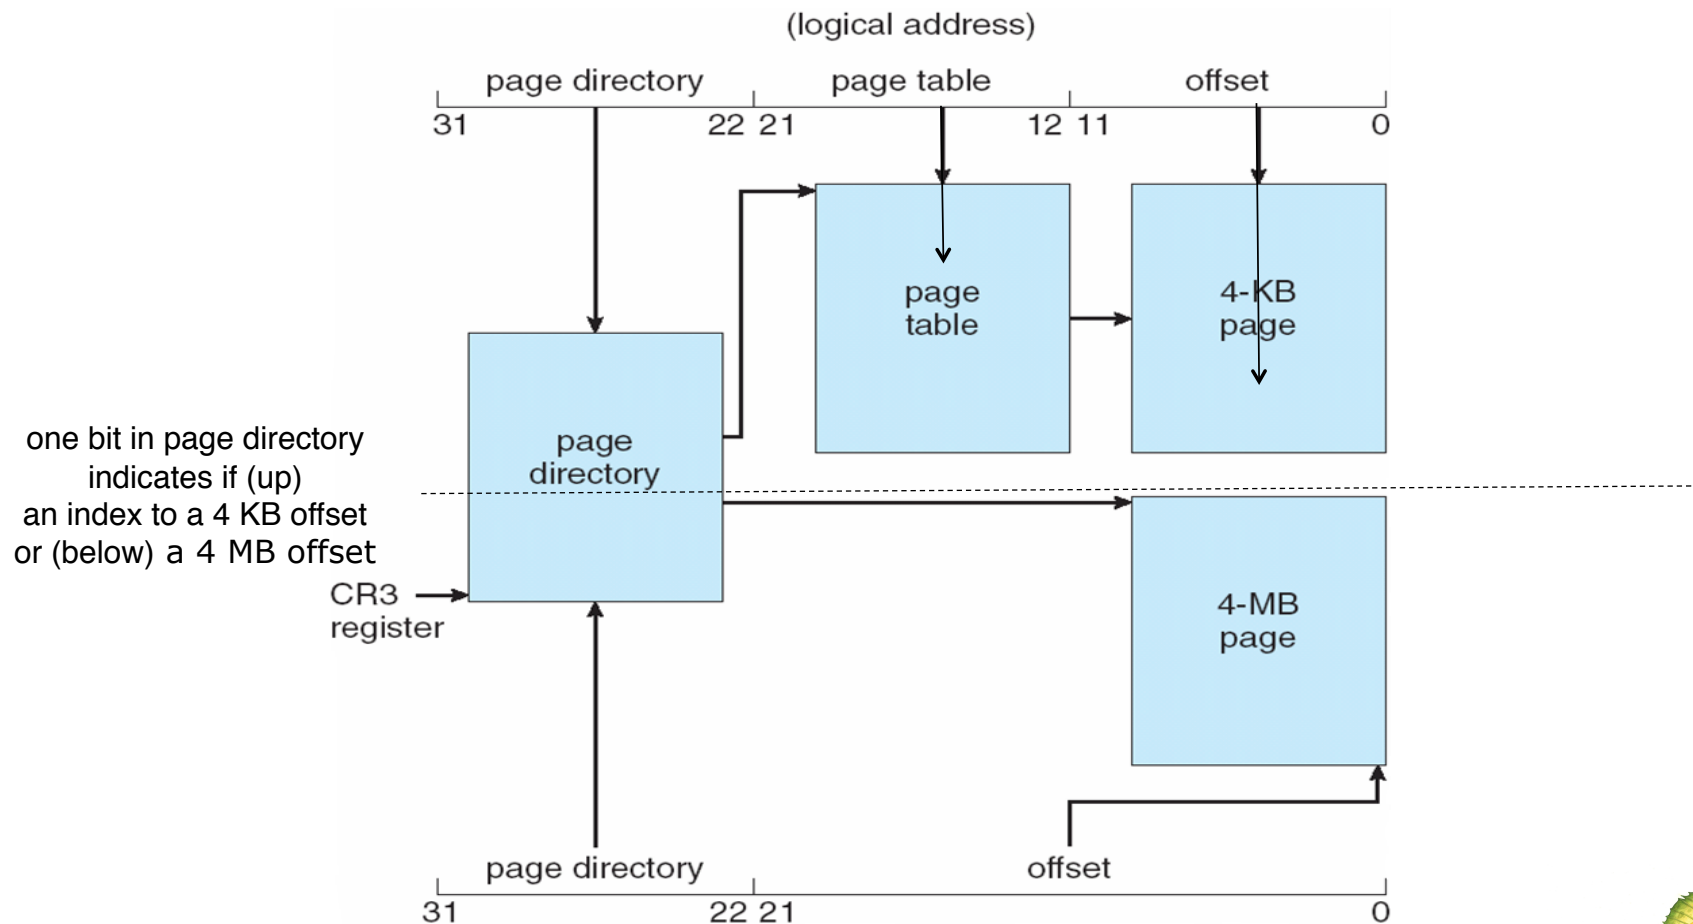 (logical address)
page directory page table offset
31 22 21 12 11 0
page
table
4-KB
page
page
directory
one bit in page directory
indicates if (up)
an index to a 4 KB offset
or (below) a 4 MB offset
CR3
register
4-MB
page
page directory offset
31 22 21 0